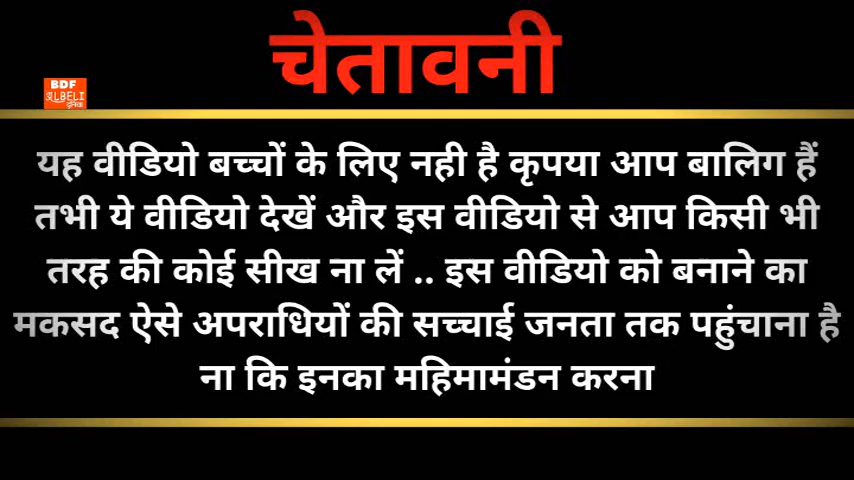 चेतावनी
BDF
अLBELI
दुनिया
यह वीडियो बच्चों के लिए नही है कृपया आप बालिग हैं
तभी ये वीडियो देखें और इस वीडियो से आप किसी भी
तरह की कोई सीख ना लें .. इस वीडियो को बनाने का
मकसद ऐसे अपराधियों की सच्चाई जनता तक पहुंचाना है
ना कि इनका महिमामंडन करना